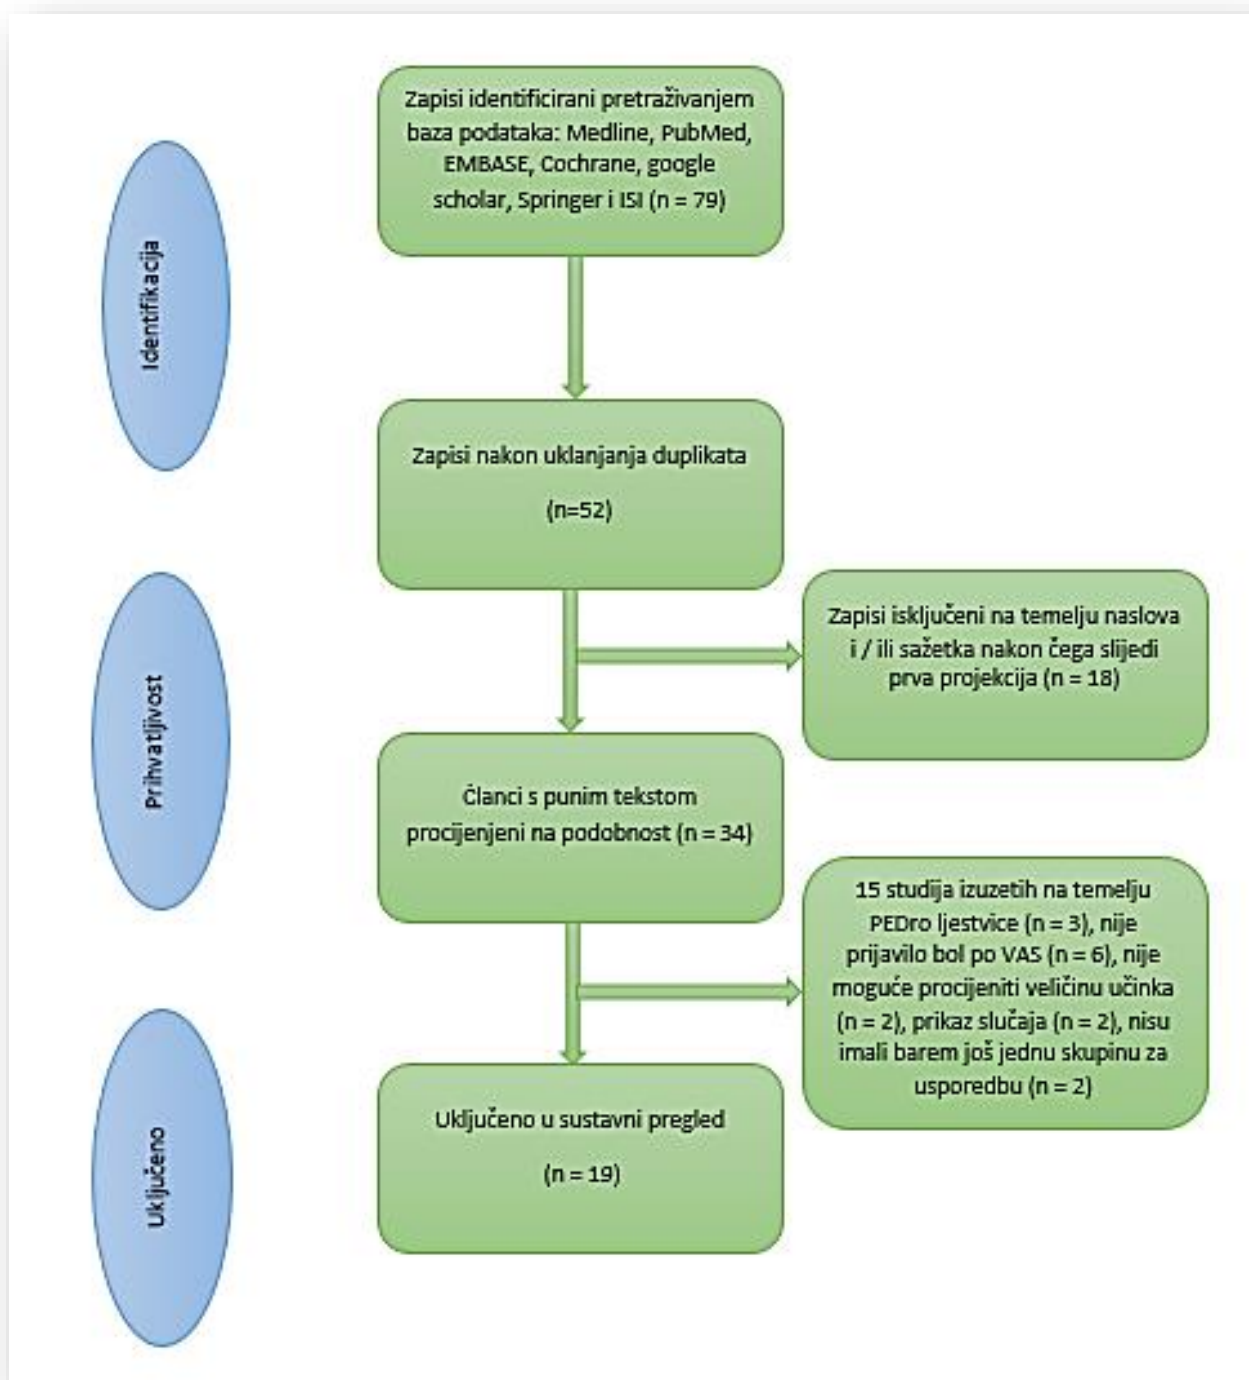 Zapisi identificirani pretraživanjem
baza podataka: Medline, PubMed,
EMBASE, Cochrane, google
scholar, Springer i ISI (n = 79)
Identifikacija
Zapisi nakon uklanjanja duplikata
(n=52)
Zapisi isključeni na temelju naslova
i / ili sažetka nakon čega slijedi
prva projekcija (n = 18)
Prihvatljivost
Članci s punim tekstom
procijenjeni na podobnost (n = 34)
15 studija izuzetih na temelju
PEDro ljestvice (n = 3), nije
prijavilo bol po VAS (n = 6), nije
moguće procijeniti veličinu učinka
(n = 2), prikaz slučaja (n = 2), nisu
imali barem još jednu skupinu za
usporedbu (n = 2)
Uključeno
Uključeno u sustavni pregled
(n = 19)